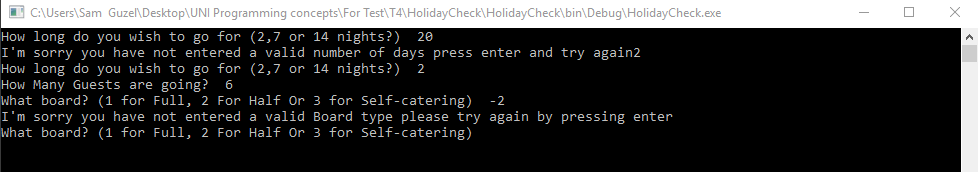 C:\Users\Sam  Guzel\Desktop\UNI Programming concepts\For Test\T4\HolidayCheck\HolidayCheck\bin\Debug\HolidayCheck.exe
How long do you wish to go for (2,7 or 14 nights?)  20
I'm sorry you have not entered a valid number of days press enter and try again2
How long do you wish to go for (2,7 or 14 nights?)  2
How Many Guests are going?  6
What board? (1 for Full, 2 For Half Or 3 for Self-catering)  -2
I'm sorry you have not entered a valid Board type please try again by pressing enter
What board? (1 for Full, 2 For Half Or 3 for Self-catering)